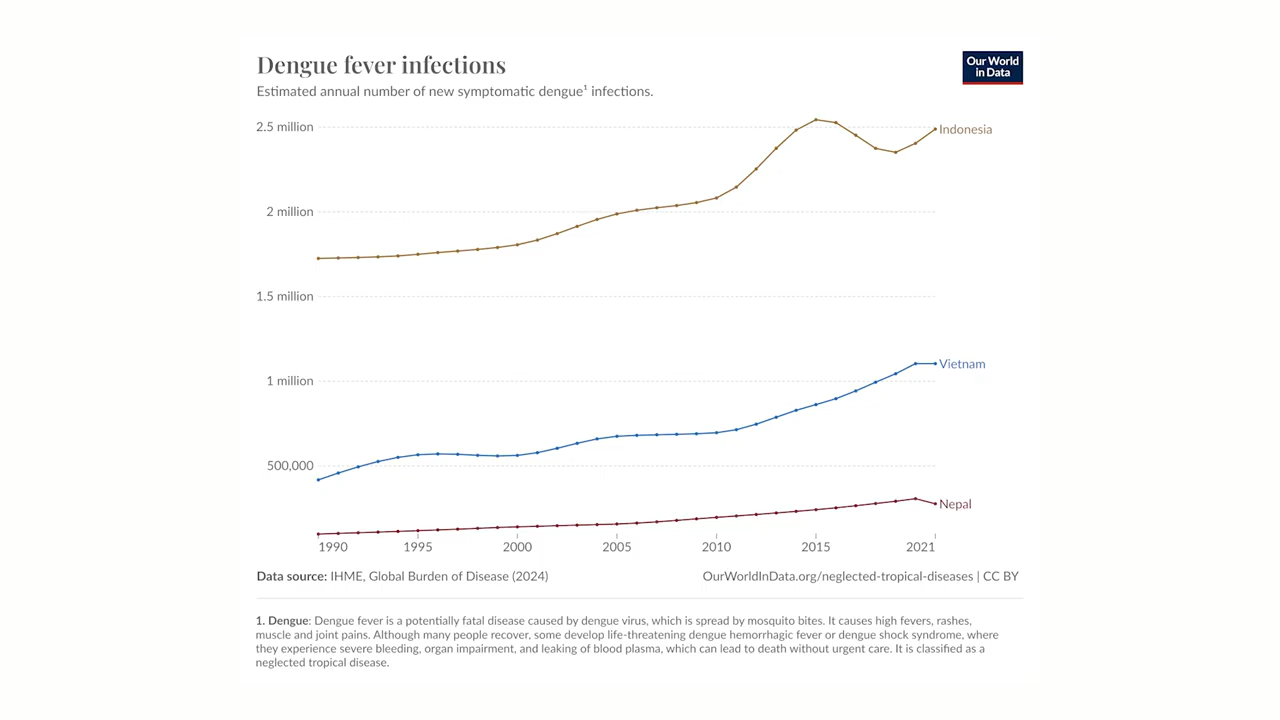 Dengue fever infections
Our World
in Data
Estimated annual number of new symptomatic dengue¹ infections.
2.5 million
Indonesia
2 million
1.5 million
1 million
Vietnam
500,000
Nepal
1990
1995
2000
2005
2010
2015
2021
Data source: IHME, Global Burden of Disease (2024)
OurWorldInData.org/neglected-tropical-diseases | CC BY
1. Dengue: Dengue fever is a potentially fatal disease caused by dengue virus, which is spread by mosquito bites. It causes high fevers, rashes,
muscle and joint pains. Although many people recover, some develop life-threatening dengue hemorrhagic fever or dengue shock syndrome, where
they experience severe bleeding, organ impairment, and leaking of blood plasma, which can lead to death without urgent care. It is classified as a
neglected tropical disease.